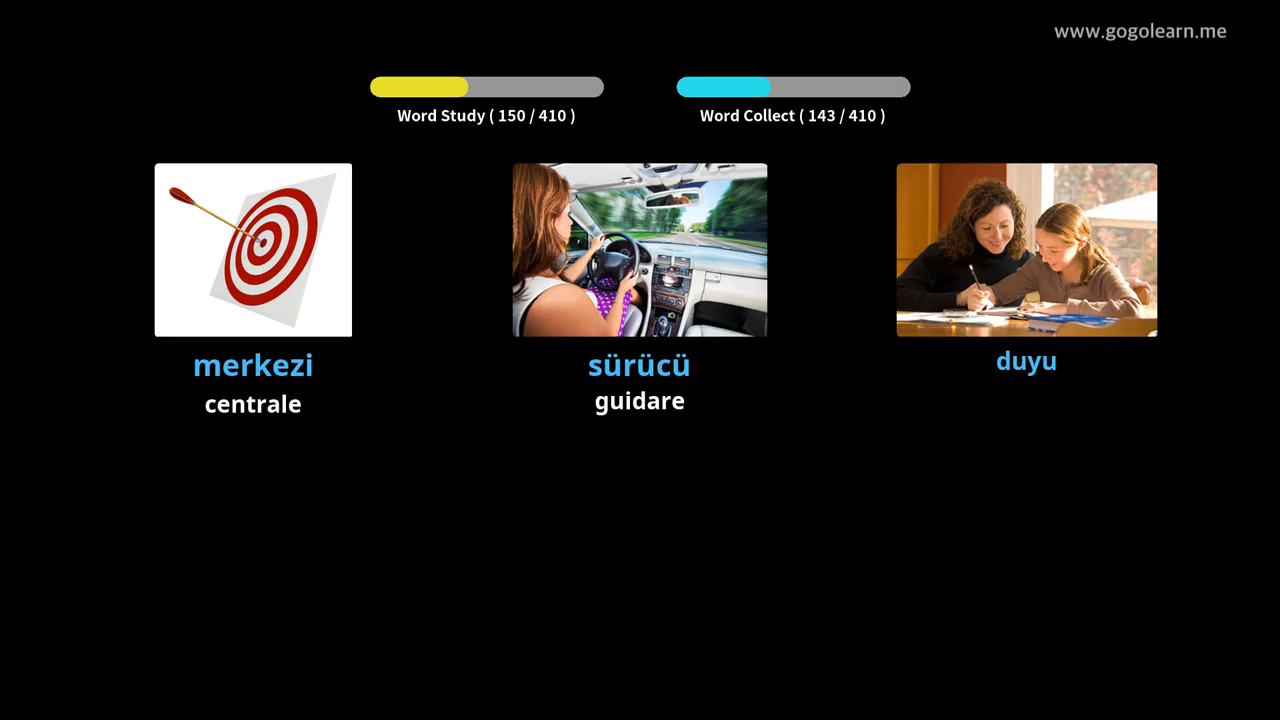 www.gogolearn.me
Word Study ( 150 / 410 )
Word Collect ( 143 / 410 )
merkezi
centrale
sürücü
guidare
duyu